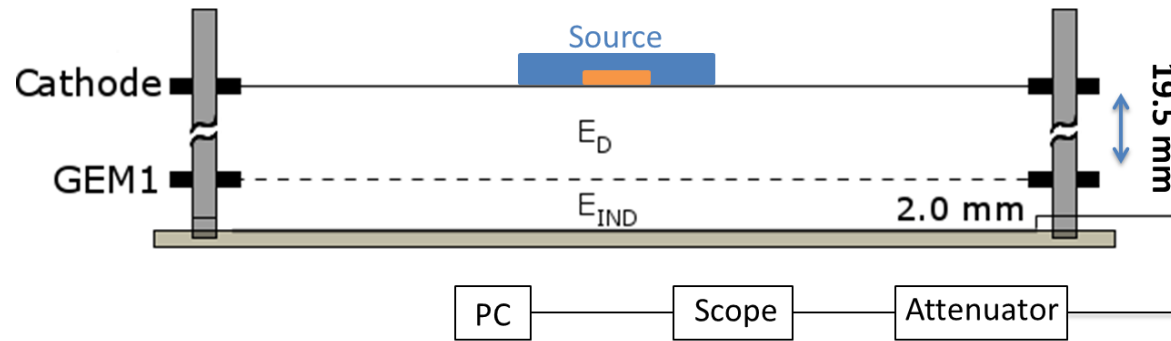 Source
Cathode
19.5 mm
E_D
GEM1
E_IND
2.0 mm
PC
Scope
Attenuator